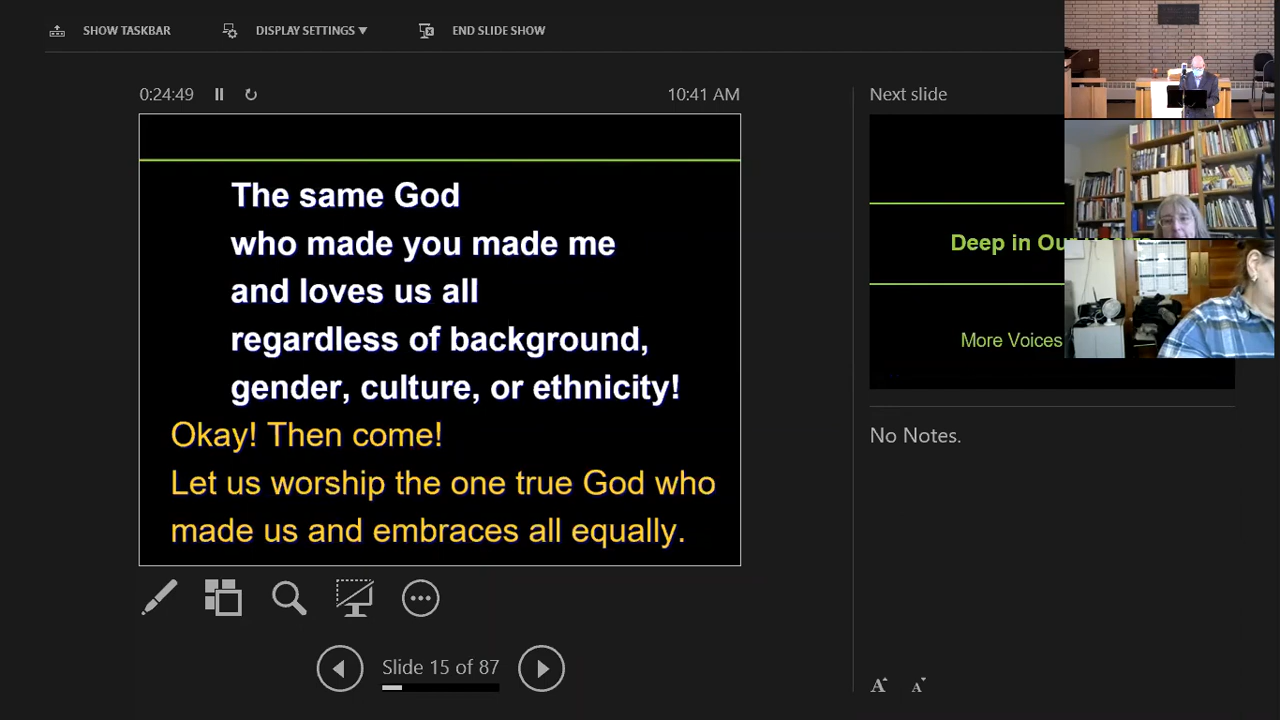 SHOW TASKBAR
DISPLAY SETTINGS
END SLIDE SHOW
0:24:49
10:41 AM
The same God
who made you made me
and loves us all
regardless of background,
gender, culture, or ethnicity!
Okay! Then come!
Let us worship the one true God who
made us and embraces all equally.
Slide 15 of 87
Next slide
Deep in
More Voices
No Notes.
A A